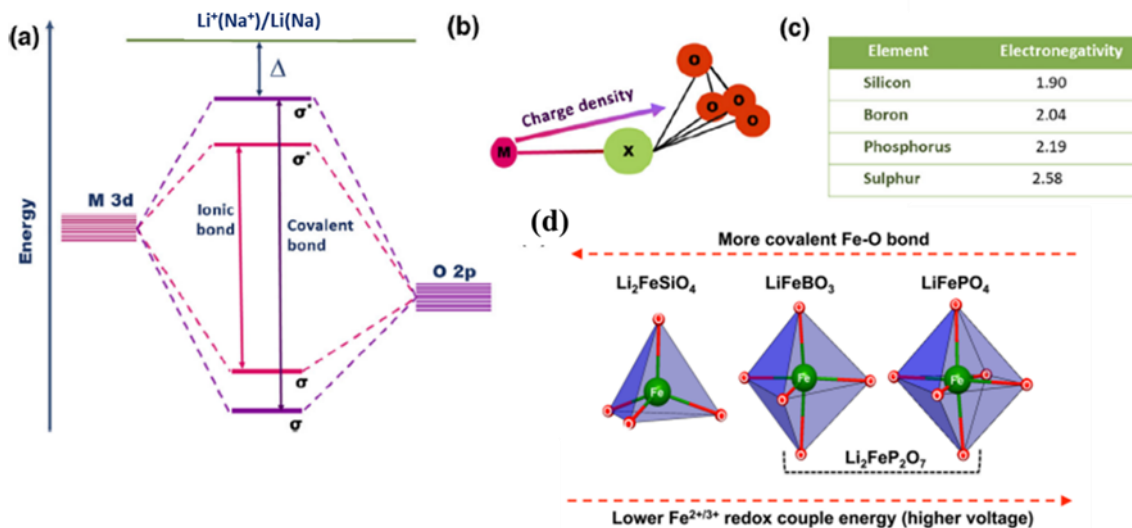 (a)
Li⁺(Na⁺)/Li(Na)
Δ
σ*
σ*
M 3d
Ionic
bond
Covalent
bond
O 2p
Energy
σ
σ
(b)
Charge density
M
X
O
O
O
O
(c)
Element Electronegativity
Silicon 1.90
Boron 2.04
Phosphorus 2.19
Sulphur 2.58
(d)
More covalent Fe-O bond
Li₂FeSiO₄ LiFeBO₃ LiFePO₄
Fe Fe Fe
O O O O
O O O O O
O O O O O O
Li₂FeP₂O₇
Lower Fe²⁺/³⁺ redox couple energy (higher voltage)